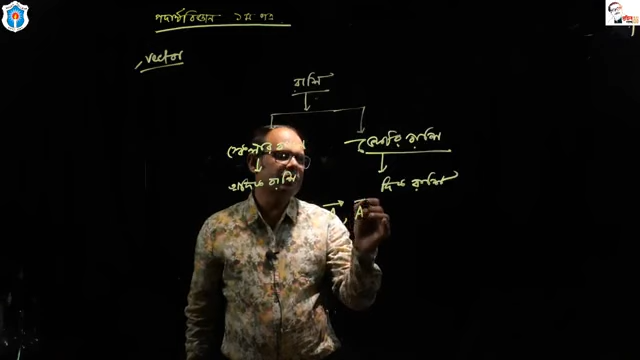 পদার্থবিজ্ঞান ১ম পত্র
vector
রাশি
স্কেলার
ভেক্টর রাশি
অদিক রাশি
দিক রাশি
A, A